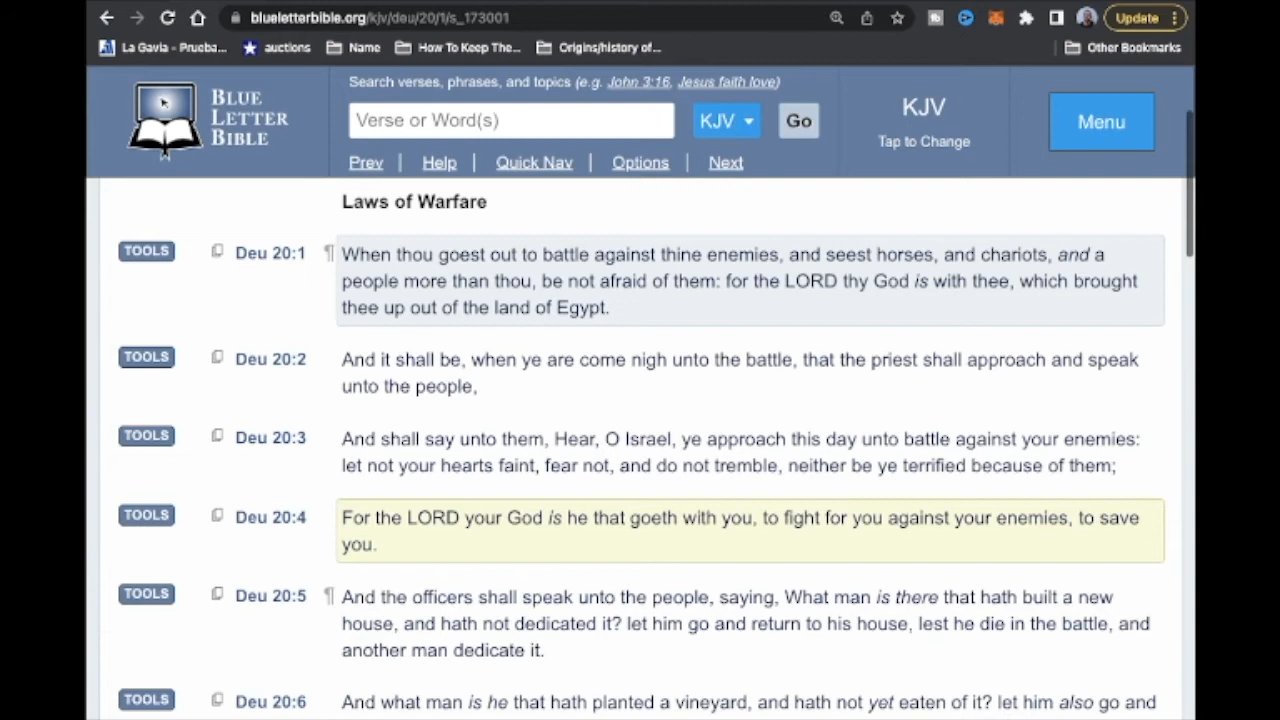 blueletterbible.org/kjv/deu/20/1/s_173001
Update
La Gavia - Prueba...
auctions
Name
How To Keep The...
Origins/history of...
Other Bookmarks
BLUE
LETTER
BIBLE
Search verses, phrases, and topics (e.g. John 3:16, Jesus faith love)
Verse or Word(s)
KJV
Go
Prev | Help | Quick Nav | Options | Next
KJV
Tap to Change
Menu
Laws of Warfare
TOOLS Deu 20:1 ¶ When thou goest out to battle against thine enemies, and seest horses, and chariots, and a
people more than thou, be not afraid of them: for the LORD thy God is with thee, which brought
thee up out of the land of Egypt.
TOOLS Deu 20:2 And it shall be, when ye are come nigh unto the battle, that the priest shall approach and speak
unto the people,
TOOLS Deu 20:3 And shall say unto them, Hear, O Israel, ye approach this day unto battle against your enemies:
let not your hearts faint, fear not, and do not tremble, neither be ye terrified because of them;
TOOLS Deu 20:4 For the LORD your God is he that goeth with you, to fight for you against your enemies, to save
you.
TOOLS Deu 20:5 ¶ And the officers shall speak unto the people, saying, What man is there that hath built a new
house, and hath not dedicated it? let him go and return to his house, lest he die in the battle, and
another man dedicate it.
TOOLS Deu 20:6 And what man is he that hath planted a vineyard, and hath not yet eaten of it? let him also go and